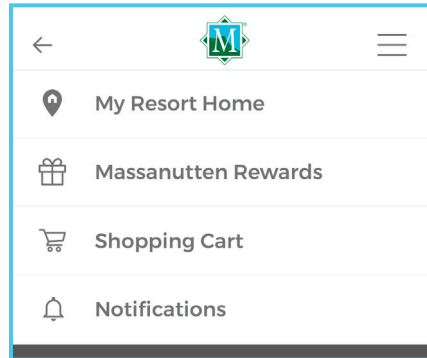 M
My Resort Home
Massanutten Rewards
Shopping Cart
Notifications